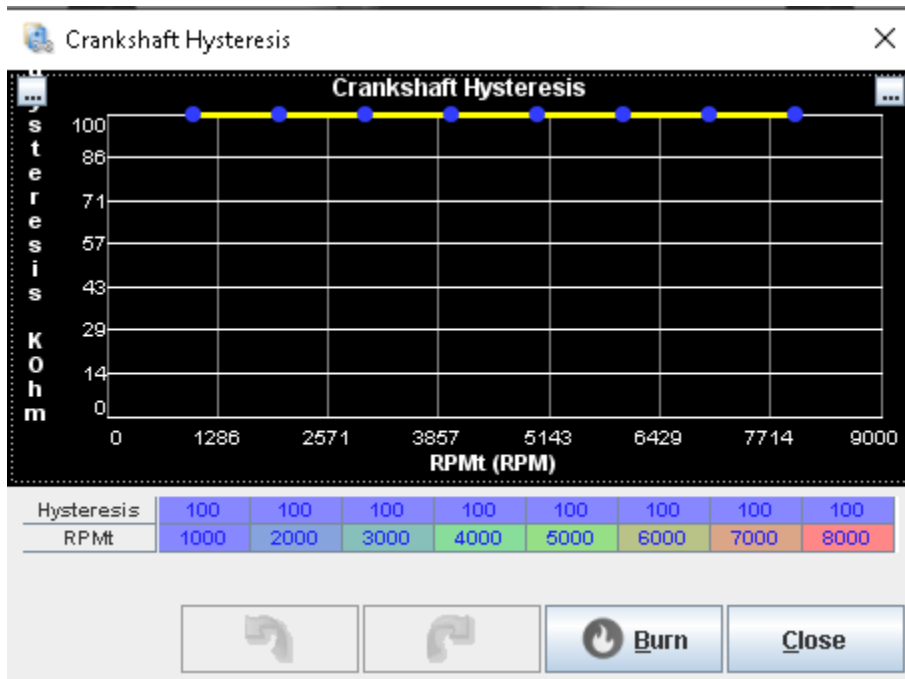 Crankshaft Hysteresis
Crankshaft Hysteresis
...
...
ysteresis KOhm
100
86
71
57
43
29
14
0
0 1286 2571 3857 5143 6429 7714 9000
RPMt (RPM)
Hysteresis 100 100 100 100 100 100 100 100
RPMt 1000 2000 3000 4000 5000 6000 7000 8000
Burn Close